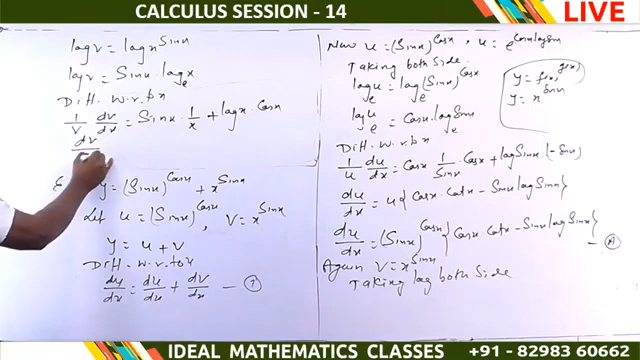 CALCULUS SESSION - 14
LIVE
log v = log x^sinx
log v = Sinx log_e x
Diff. w.r. to x
1/v dv/dx = Sinx · 1/x + log x · Cosx
dv
y = (Sinx)^Cosx + x^Sinx
Let u = (Sinx)^Cosx , V = x^Sinx
y = u + v
Diff. w.r. to x
dy/dx = du/dx + dv/dx — ①
Now u = (Sinx)^Cosx , u = e^Cosx log Sinx
Taking both Side
log_e u = log_e (Sinx)^Cosx
log_e u = Cosx · log Sinx
Diff. w.r. to x
1/u du/dx = Cosx 1/Sinx · Cosx + log Sinx (- Sinx)
du/dx = u { Cosx · Cotx - Sinx log Sinx }
du/dx = (Sinx)^Cosx { Cosx Cotx - Sinx log Sinx } — Ⓐ
Again V = x^Sinx
Taking log both Side
y = f(x)^g(x)
y = x^Sinx
IDEAL MATHEMATICS CLASSES +91 - 82983 60662